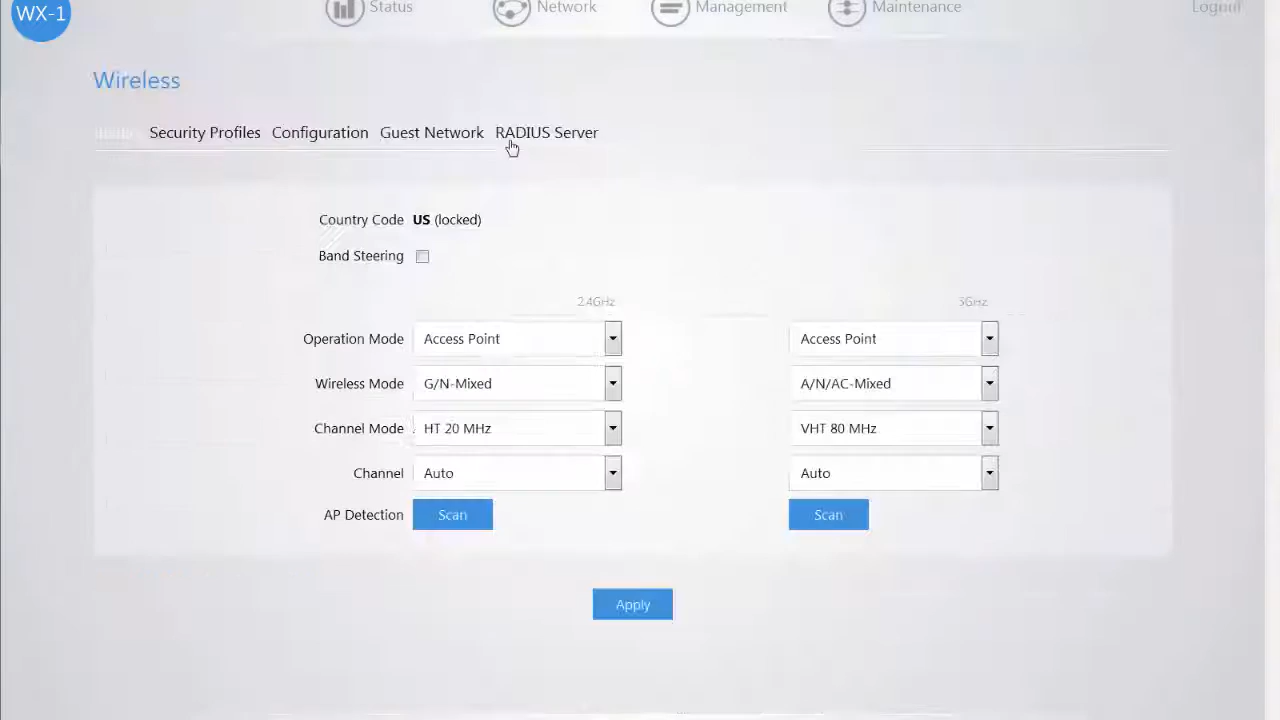 WX-1 Status Network Management Maintenance Logout
Wireless
Security Profiles Configuration Guest Network RADIUS Server
Country Code US (locked)
Band Steering
2.4GHz 5GHz
Operation Mode Access Point Access Point
Wireless Mode G/N-Mixed A/N/AC-Mixed
Channel Mode HT 20 MHz VHT 80 MHz
Channel Auto Auto
AP Detection Scan Scan
Apply